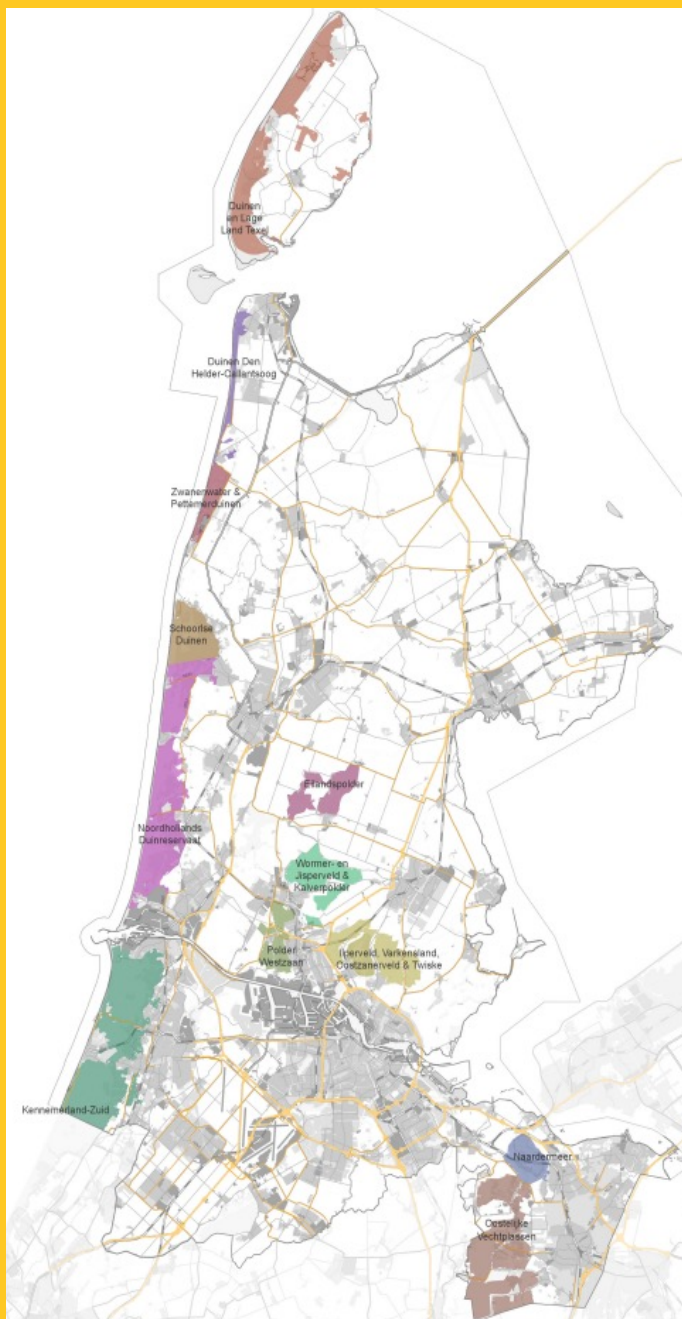 Duinen
en Lage
Land Texel
Duinen Den
Helder-Callantsoog
Zwanenwater &
Pettemerduinen
Schoorlse
Duinen
Eilandspolder
Noordhollands
Duinreservaat
Wormer- en
Jisperveld &
Kalverpolder
Polder
Westzaan
Ilperveld, Varkensland,
Oostzanerveld & Twiske
Kennemerland-Zuid
Naardermeer
Oostelijke
Vechtplassen